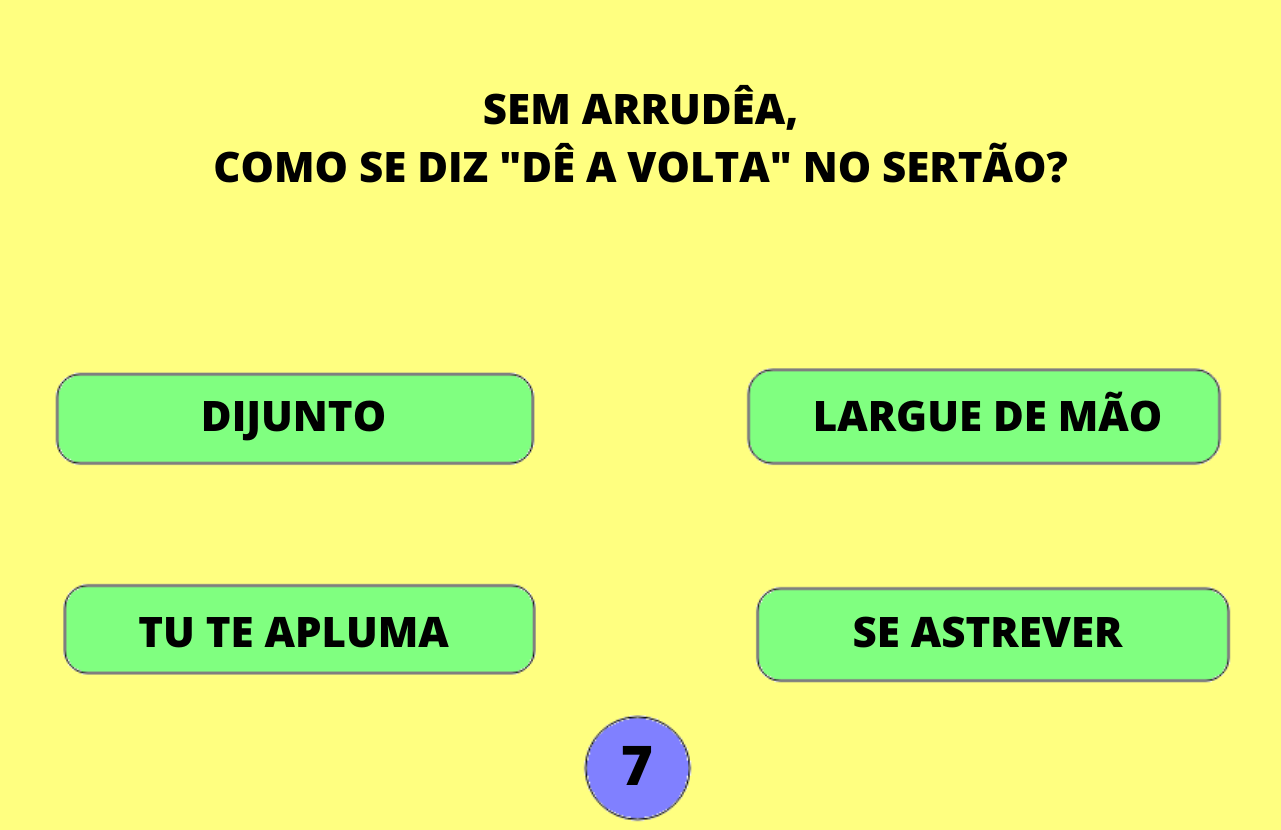 SEM ARRUDÊA,
COMO SE DIZ "DÊ A VOLTA" NO SERTÃO?
DIJUNTO
LARGUE DE MÃO
TU TE APLUMA
SE ASTREVER
7